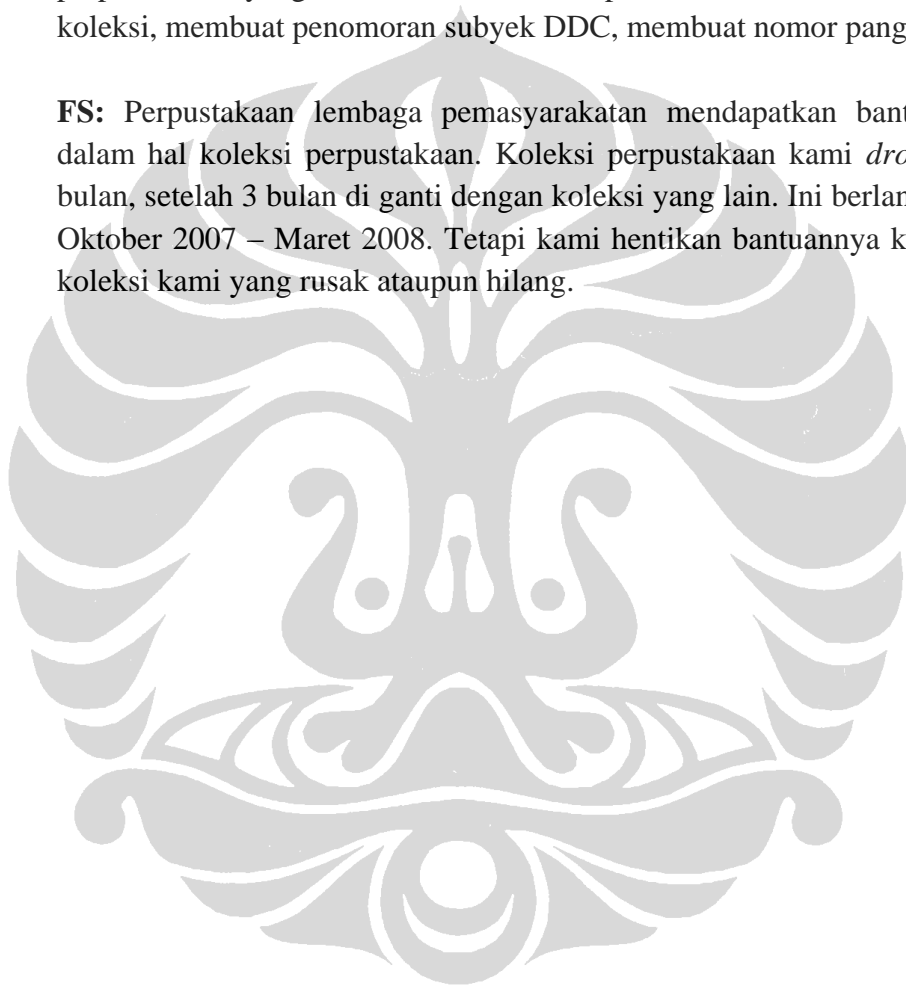 koleksi, membuat penomoran subyek DDC, membuat nomor pang
FS: Perpustakaan lembaga pemasyarakatan mendapatkan bant
dalam hal koleksi perpustakaan. Koleksi perpustakaan kami dro
bulan, setelah 3 bulan di ganti dengan koleksi yang lain. Ini berlan
Oktober 2007 – Maret 2008. Tetapi kami hentikan bantuannya k
koleksi kami yang rusak ataupun hilang.